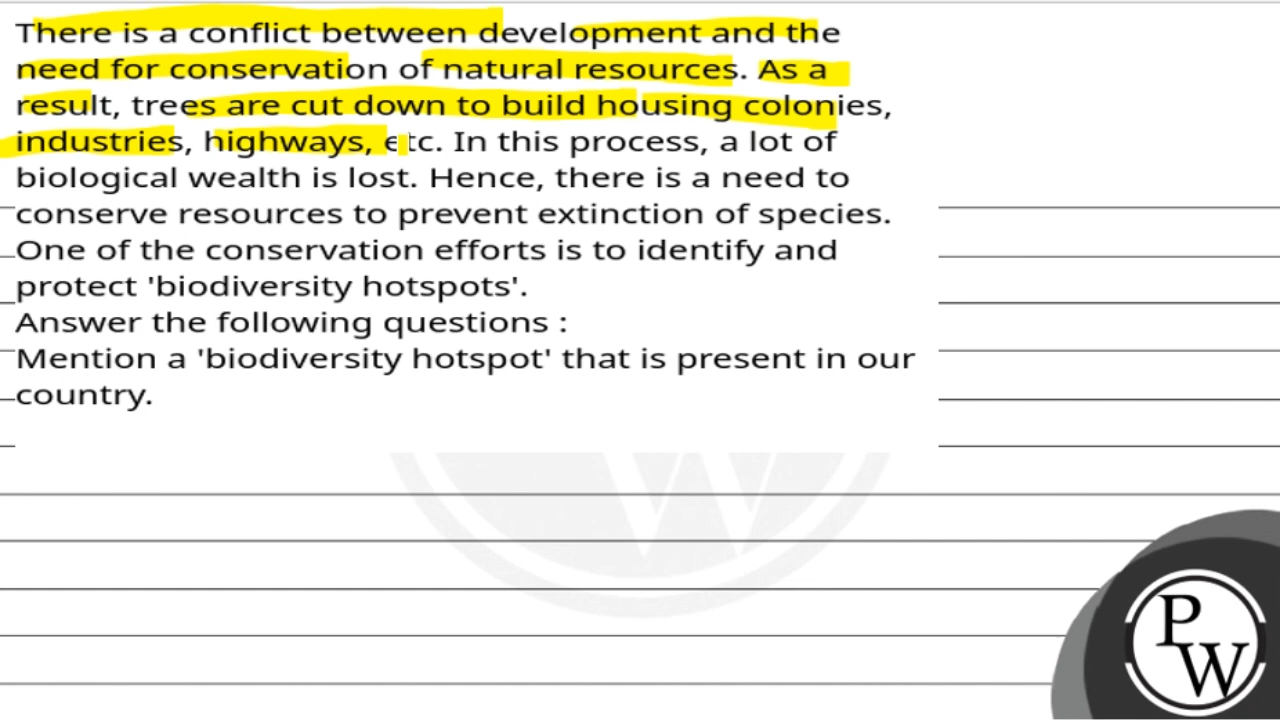 There is a conflict between development and the
need for conservation of natural resources. As a
result, trees are cut down to build housing colonies,
industries, highways, etc. In this process, a lot of
biological wealth is lost. Hence, there is a need to
conserve resources to prevent extinction of species.
One of the conservation efforts is to identify and
protect 'biodiversity hotspots'.
Answer the following questions :
Mention a 'biodiversity hotspot' that is present in our
country.
W
P
W